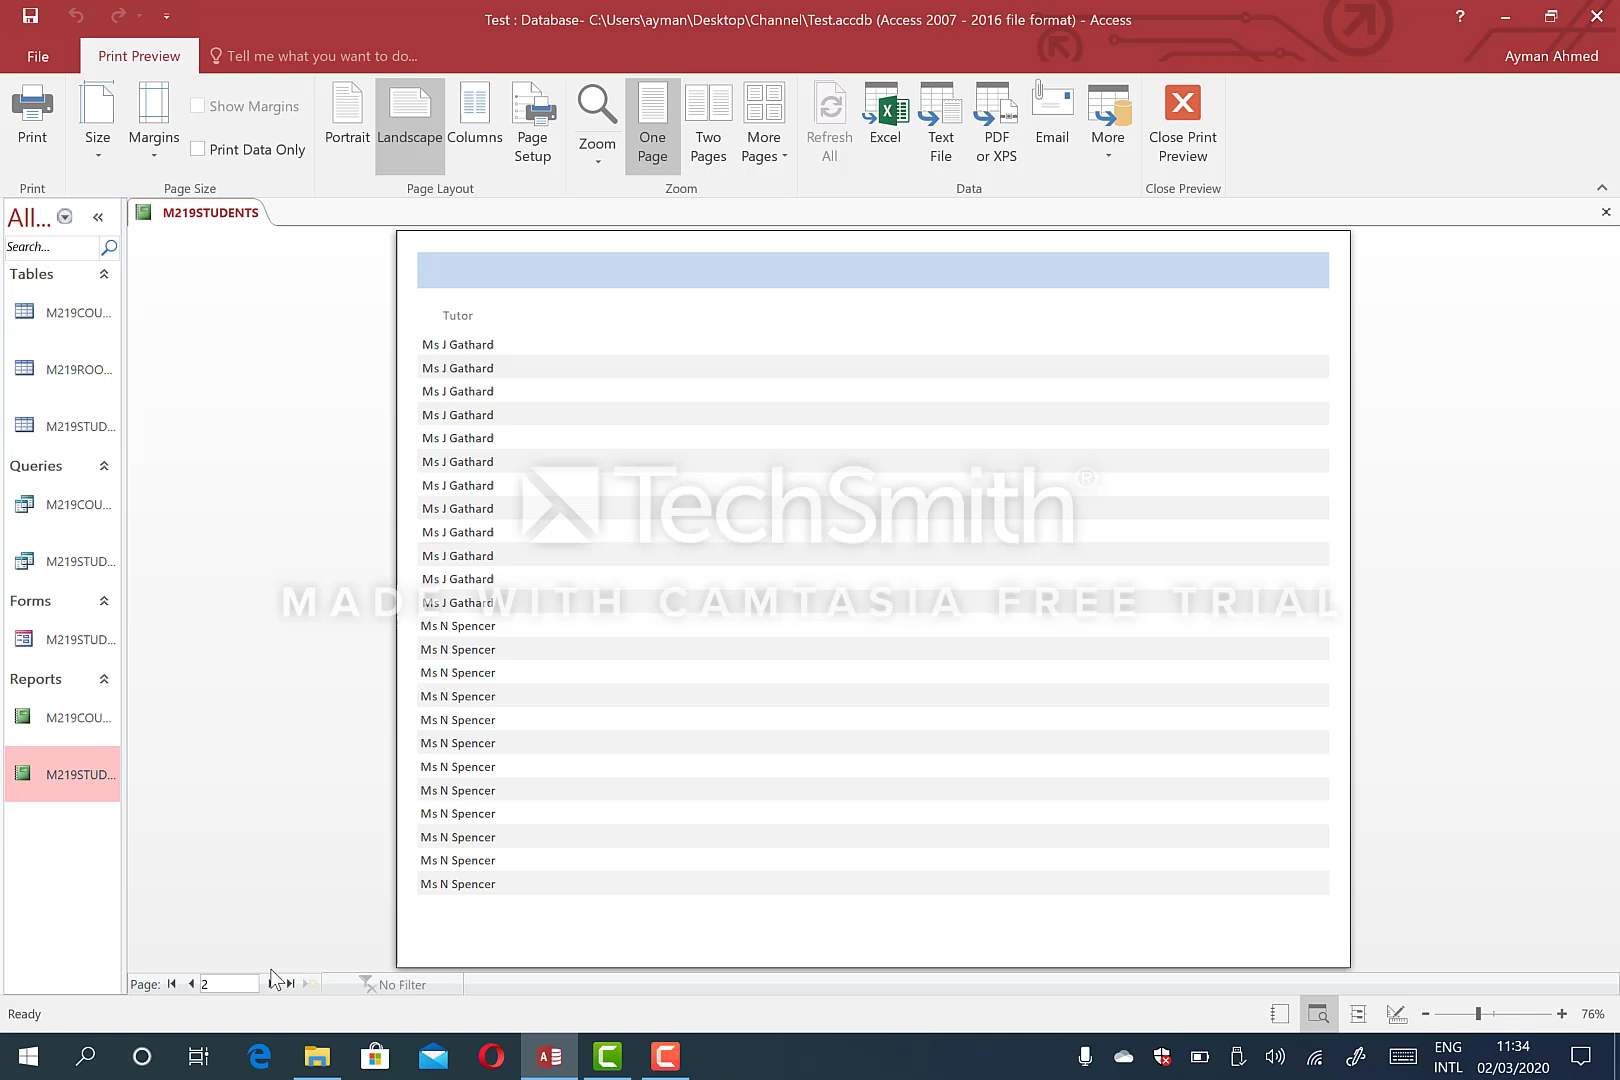 Test : Database- C:\Users\ayman\Desktop\Channel\Test.accdb (Access 2007 - 2016 file format) - Access
?
File
Print Preview
Tell me what you want to do...
Ayman Ahmed
Print
Size
Margins
Show Margins
Print Data Only
Portrait
Landscape
Columns
Page Setup
Zoom
One Page
Two Pages
More Pages
Refresh All
Excel
Text File
PDF or XPS
Email
More
Close Print Preview
Print
Page Size
Page Layout
Zoom
Data
Close Preview
All...
M219STUDENTS
Search...
Tables
M219COU...
M219ROO...
M219STUD...
Queries
M219COU...
M219STUD...
Forms
M219STUD...
Reports
M219COU...
M219STUD...
Tutor
Ms J Gathard
Ms J Gathard
Ms J Gathard
Ms J Gathard
Ms J Gathard
Ms J Gathard
Ms J Gathard
Ms J Gathard
Ms J Gathard
Ms J Gathard
Ms J Gathard
Ms J Gathard
Ms N Spencer
Ms N Spencer
Ms N Spencer
Ms N Spencer
Ms N Spencer
Ms N Spencer
Ms N Spencer
Ms N Spencer
Ms N Spencer
Ms N Spencer
Ms N Spencer
Ms N Spencer
TechSmith®
MADE WITH CAMTASIA FREE TRIAL
Page: 2
No Filter
Ready
76%
ENG
INTL
11:34
02/03/2020